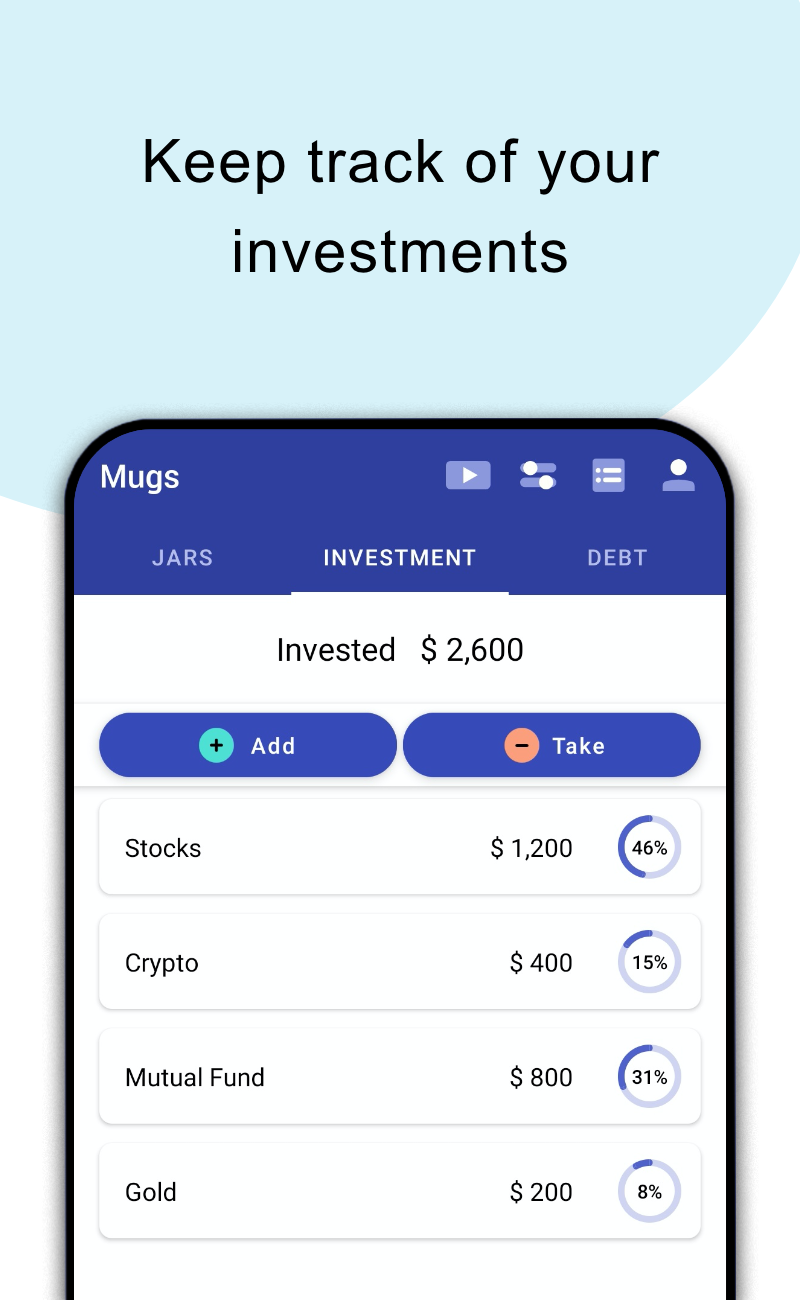 Keep track of your
investments
Mugs
JARS INVESTMENT DEBT
Invested $ 2,600
+ Add − Take
Stocks $ 1,200 46%
Crypto $ 400 15%
Mutual Fund $ 800 31%
Gold $ 200 8%